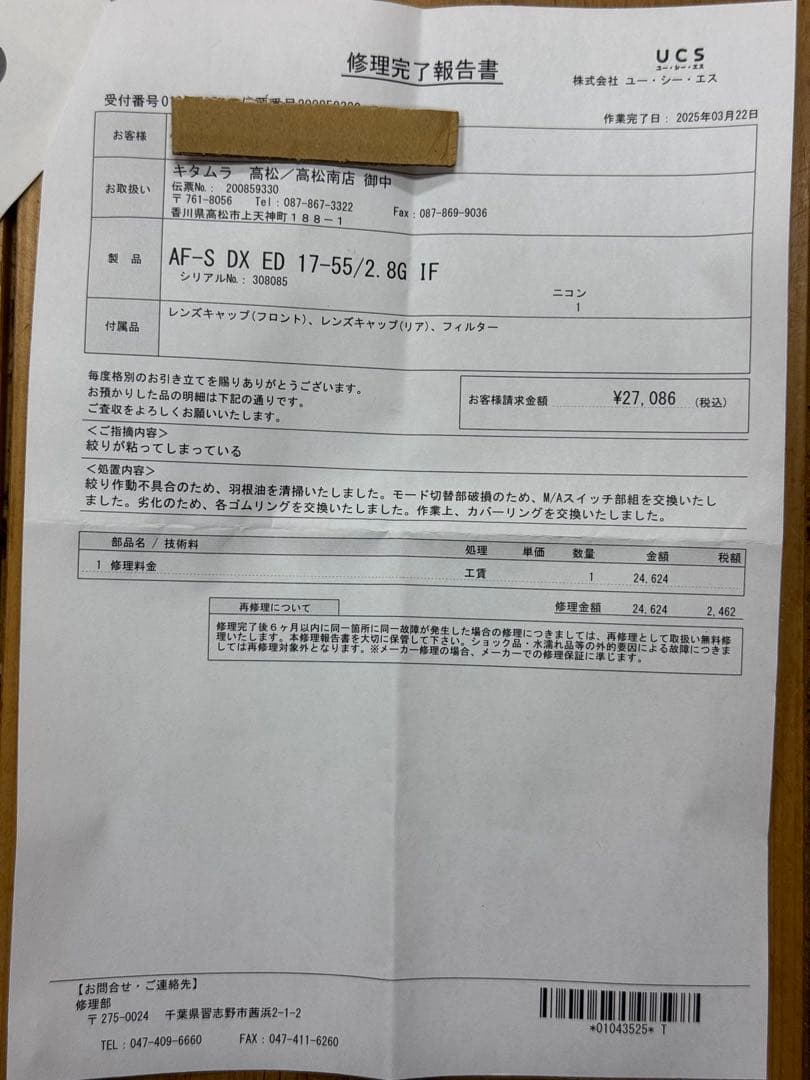 修理完了報告書
UCS
ユー・シー・エス
株式会社 ユー・シー・エス
受付番号
作業完了日： 2025年03月22日
お客様
お取扱い
キタムラ 高松／高松南店 御中
伝票No.： 200859330
〒761-8056 Tel：087-867-3322 Fax：087-869-9036
香川県高松市上天神町１８８－１
製 品
AF-S DX ED 17-55/2.8G IF
シリアルNo.： 308085
ニコン
1
付属品
レンズキャップ(フロント)、レンズキャップ(リア)、フィルター
毎度格別のお引き立てを賜りありがとうございます。
お預かりした品の明細は下記の通りです。
ご査収をよろしくお願いいたします。
お客様請求金額 ¥27,086 (税込)
＜ご指摘内容＞
絞りが粘ってしまっている
＜処置内容＞
絞り作動不具合のため、羽根油を清掃いたしました。モード切替部破損のため、M/Aスイッチ部組を交換いたし
ました。劣化のため、各ゴムリングを交換いたしました。作業上、カバーリングを交換いたしました。
部品名 / 技術料 処理 単価 数量 金額 税額
1 修理料金 工賃 1 24,624
修理金額 24,624 2,462
再修理について
修理完了後６ヶ月以内に同一箇所に同一故障が発生した場合の修理につきましては、再修理として取扱い無料修
理いたします。本修理報告書を大切に保管して下さい。ショック品・水濡れ品等の外的要因による故障につきま
しては再修理対象外となります。※メーカー修理の場合、メーカーでの修理保証に準じます。
【お問合せ・ご連絡先】
修理部
〒275-0024 千葉県習志野市茜浜2-1-2
TEL：047-409-6660 FAX：047-411-6260
*01043525* T